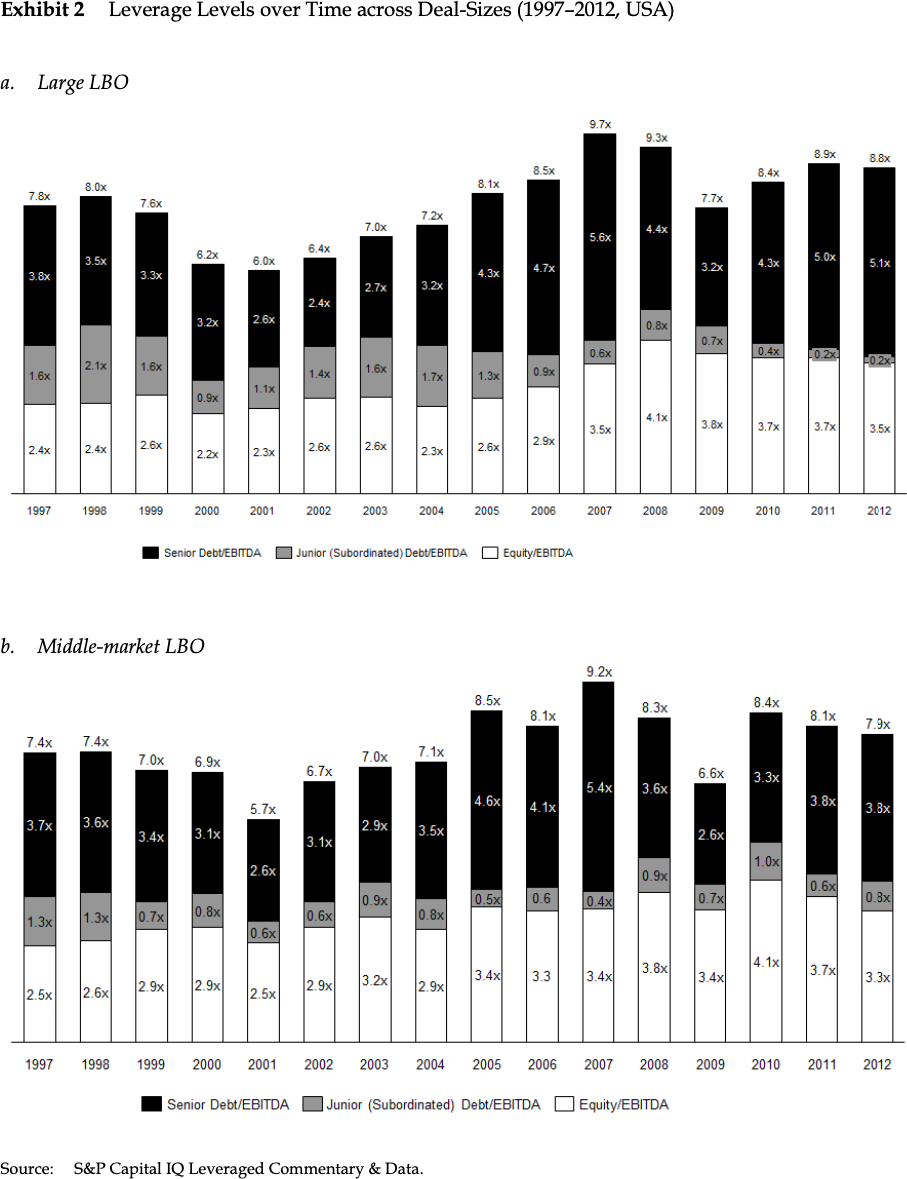 Exhibit 2 Leverage Levels over Time across Deal-Sizes (1997–2012, USA)
a. Large LBO
7.8x 8.0x 7.6x 6.2x 6.0x 6.4x 7.0x 7.2x 8.1x 8.5x 9.7x 9.3x 7.7x 8.4x 8.9x 8.8x
3.8x 3.5x 3.3x 3.2x 2.6x 2.4x 2.7x 3.2x 4.3x 4.7x 5.6x 4.4x 3.2x 4.3x 5.0x 5.1x
1.6x 2.1x 1.6x 0.9x 1.1x 1.4x 1.6x 1.7x 1.3x 0.9x 0.6x 0.8x 0.7x 0.4x 0.2x 0.2x
2.4x 2.4x 2.6x 2.2x 2.3x 2.6x 2.6x 2.3x 2.6x 2.9x 3.5x 4.1x 3.8x 3.7x 3.7x 3.5x
1997 1998 1999 2000 2001 2002 2003 2004 2005 2006 2007 2008 2009 2010 2011 2012
Senior Debt/EBITDA Junior (Subordinated) Debt/EBITDA Equity/EBITDA
b. Middle-market LBO
7.4x 7.4x 7.0x 6.9x 5.7x 6.7x 7.0x 7.1x 8.5x 8.1x 9.2x 8.3x 6.6x 8.4x 8.1x 7.9x
3.7x 3.6x 3.4x 3.1x 2.6x 3.1x 2.9x 3.5x 4.6x 4.1x 5.4x 3.6x 2.6x 3.3x 3.8x 3.8x
1.3x 1.3x 0.7x 0.8x 0.6x 0.6x 0.9x 0.8x 0.5x 0.6 0.4x 0.9x 0.7x 1.0x 0.6x 0.8x
2.5x 2.6x 2.9x 2.9x 2.5x 2.9x 3.2x 2.9x 3.4x 3.3 3.4x 3.8x 3.4x 4.1x 3.7x 3.3x
1997 1998 1999 2000 2001 2002 2003 2004 2005 2006 2007 2008 2009 2010 2011 2012
Senior Debt/EBITDA Junior (Subordinated) Debt/EBITDA Equity/EBITDA
Source: S&P Capital IQ Leveraged Commentary & Data.